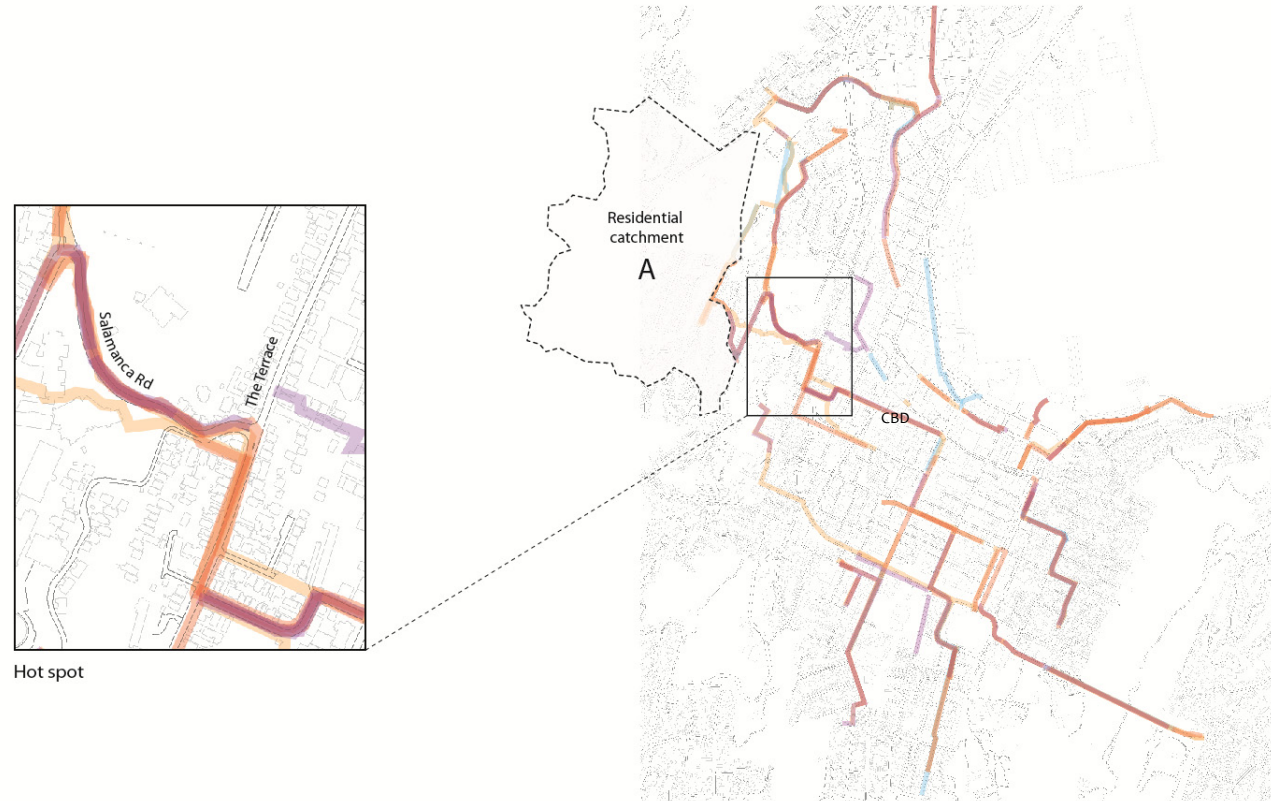 Residential
catchment
A
Salamanca Rd
The Terrace
CBD
Hot spot